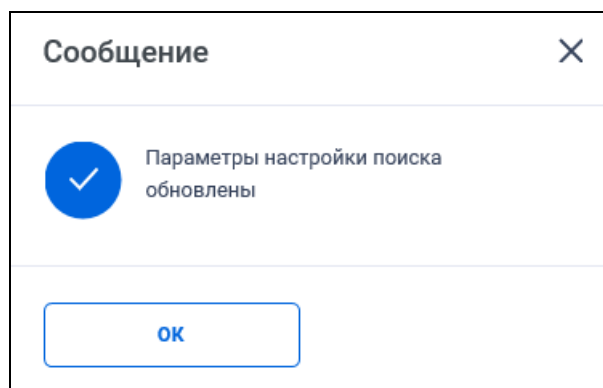 Сообщение
Параметры настройки поиска
обновлены
ОК